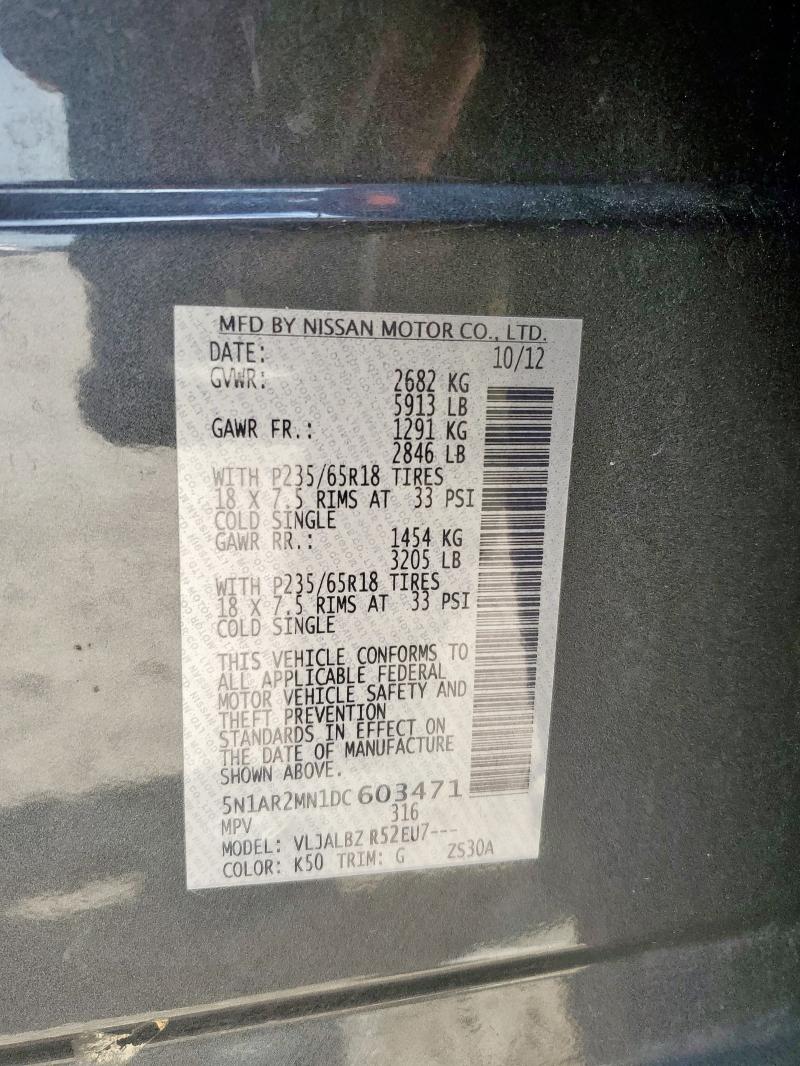 MFD BY NISSAN MOTOR CO., LTD.
DATE: 10/12
GVWR: 2682 KG
5913 LB
GAWR FR.: 1291 KG
2846 LB
WITH P235/65R18 TIRES
18 X 7.5 RIMS AT 33 PSI
COLD SINGLE
GAWR RR.: 1454 KG
3205 LB
WITH P235/65R18 TIRES
18 X 7.5 RIMS AT 33 PSI
COLD SINGLE
THIS VEHICLE CONFORMS TO
ALL APPLICABLE FEDERAL
MOTOR VEHICLE SAFETY AND
THEFT PREVENTION
STANDARDS IN EFFECT ON
THE DATE OF MANUFACTURE
SHOWN ABOVE.
5N1AR2MN1DC 603471
MPV 316
MODEL: VLJALBZ R52EU7---
COLOR: K50 TRIM: G ZS30A